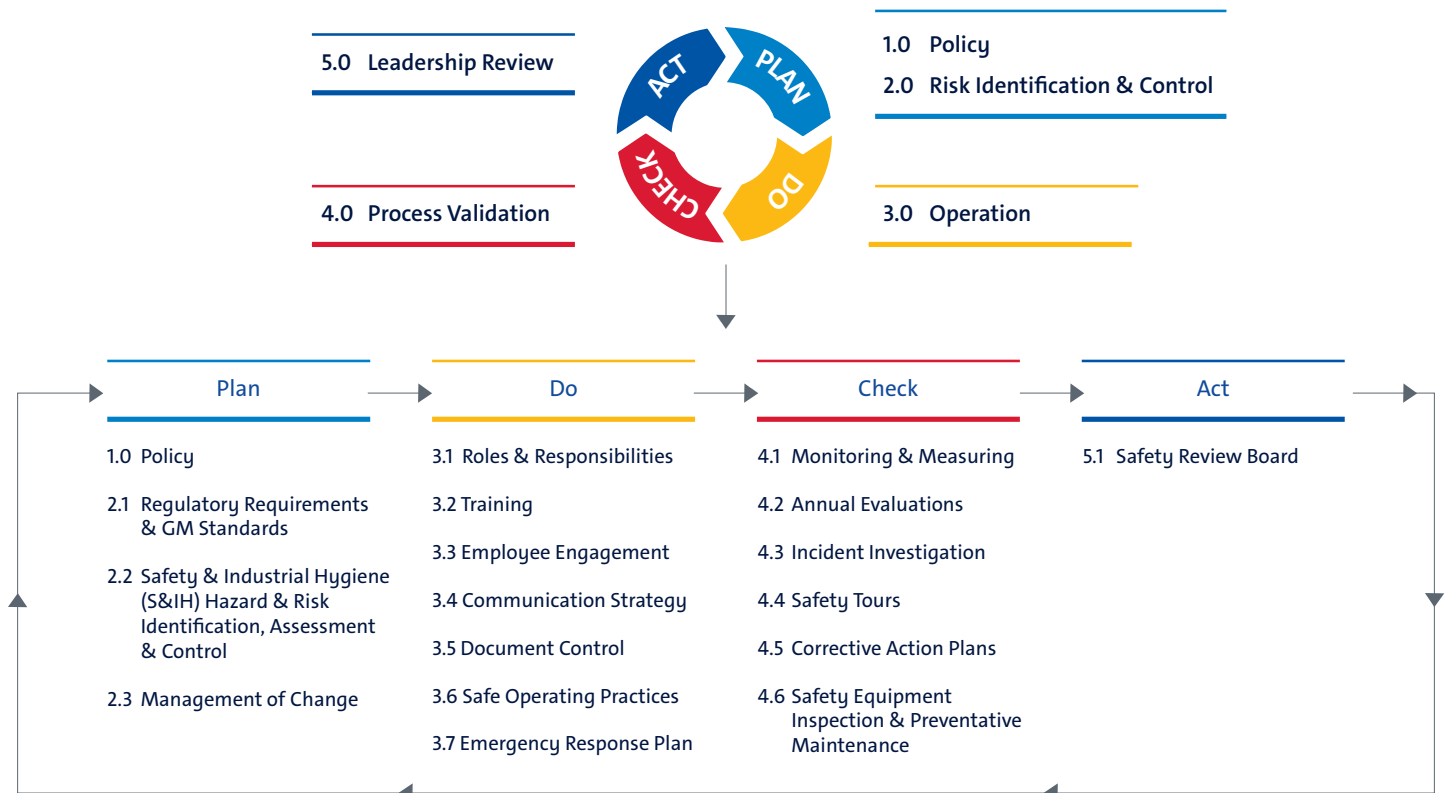 5.0 Leadership Review
ACT
PLAN
1.0 Policy
2.0 Risk Identification & Control
4.0 Process Validation
CHECK
DO
3.0 Operation
Plan
1.0 Policy
2.1 Regulatory Requirements
& GM Standards
2.2 Safety & Industrial Hygiene
(S&IH) Hazard & Risk
Identification, Assessment
& Control
2.3 Management of Change
Do
3.1 Roles & Responsibilities
3.2 Training
3.3 Employee Engagement
3.4 Communication Strategy
3.5 Document Control
3.6 Safe Operating Practices
3.7 Emergency Response Plan
Check
4.1 Monitoring & Measuring
4.2 Annual Evaluations
4.3 Incident Investigation
4.4 Safety Tours
4.5 Corrective Action Plans
4.6 Safety Equipment
Inspection & Preventative
Maintenance
Act
5.1 Safety Review Board